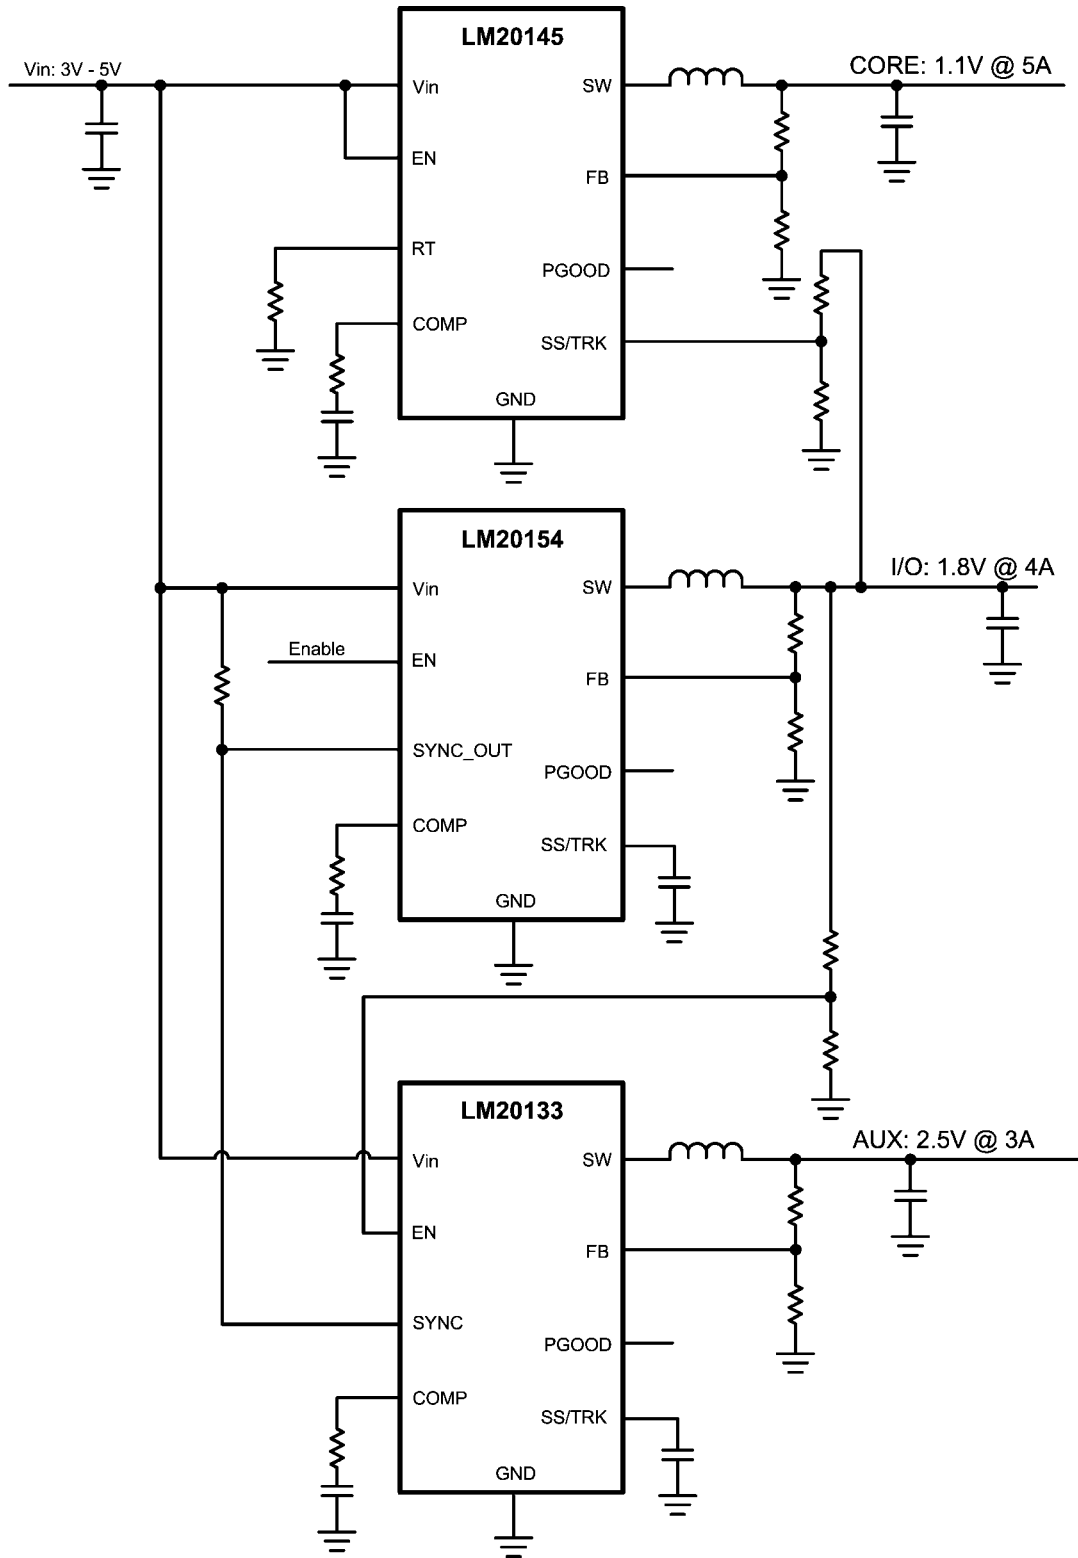 LM20145
Vin: 3V - 5V
CORE: 1.1V @ 5A
Vin
SW
EN
FB
RT
PGOOD
COMP
SS/TRK
GND
LM20154
I/O: 1.8V @ 4A
Vin
SW
Enable
EN
FB
SYNC_OUT
PGOOD
COMP
SS/TRK
GND
LM20133
AUX: 2.5V @ 3A
Vin
SW
EN
FB
SYNC
PGOOD
COMP
SS/TRK
GND